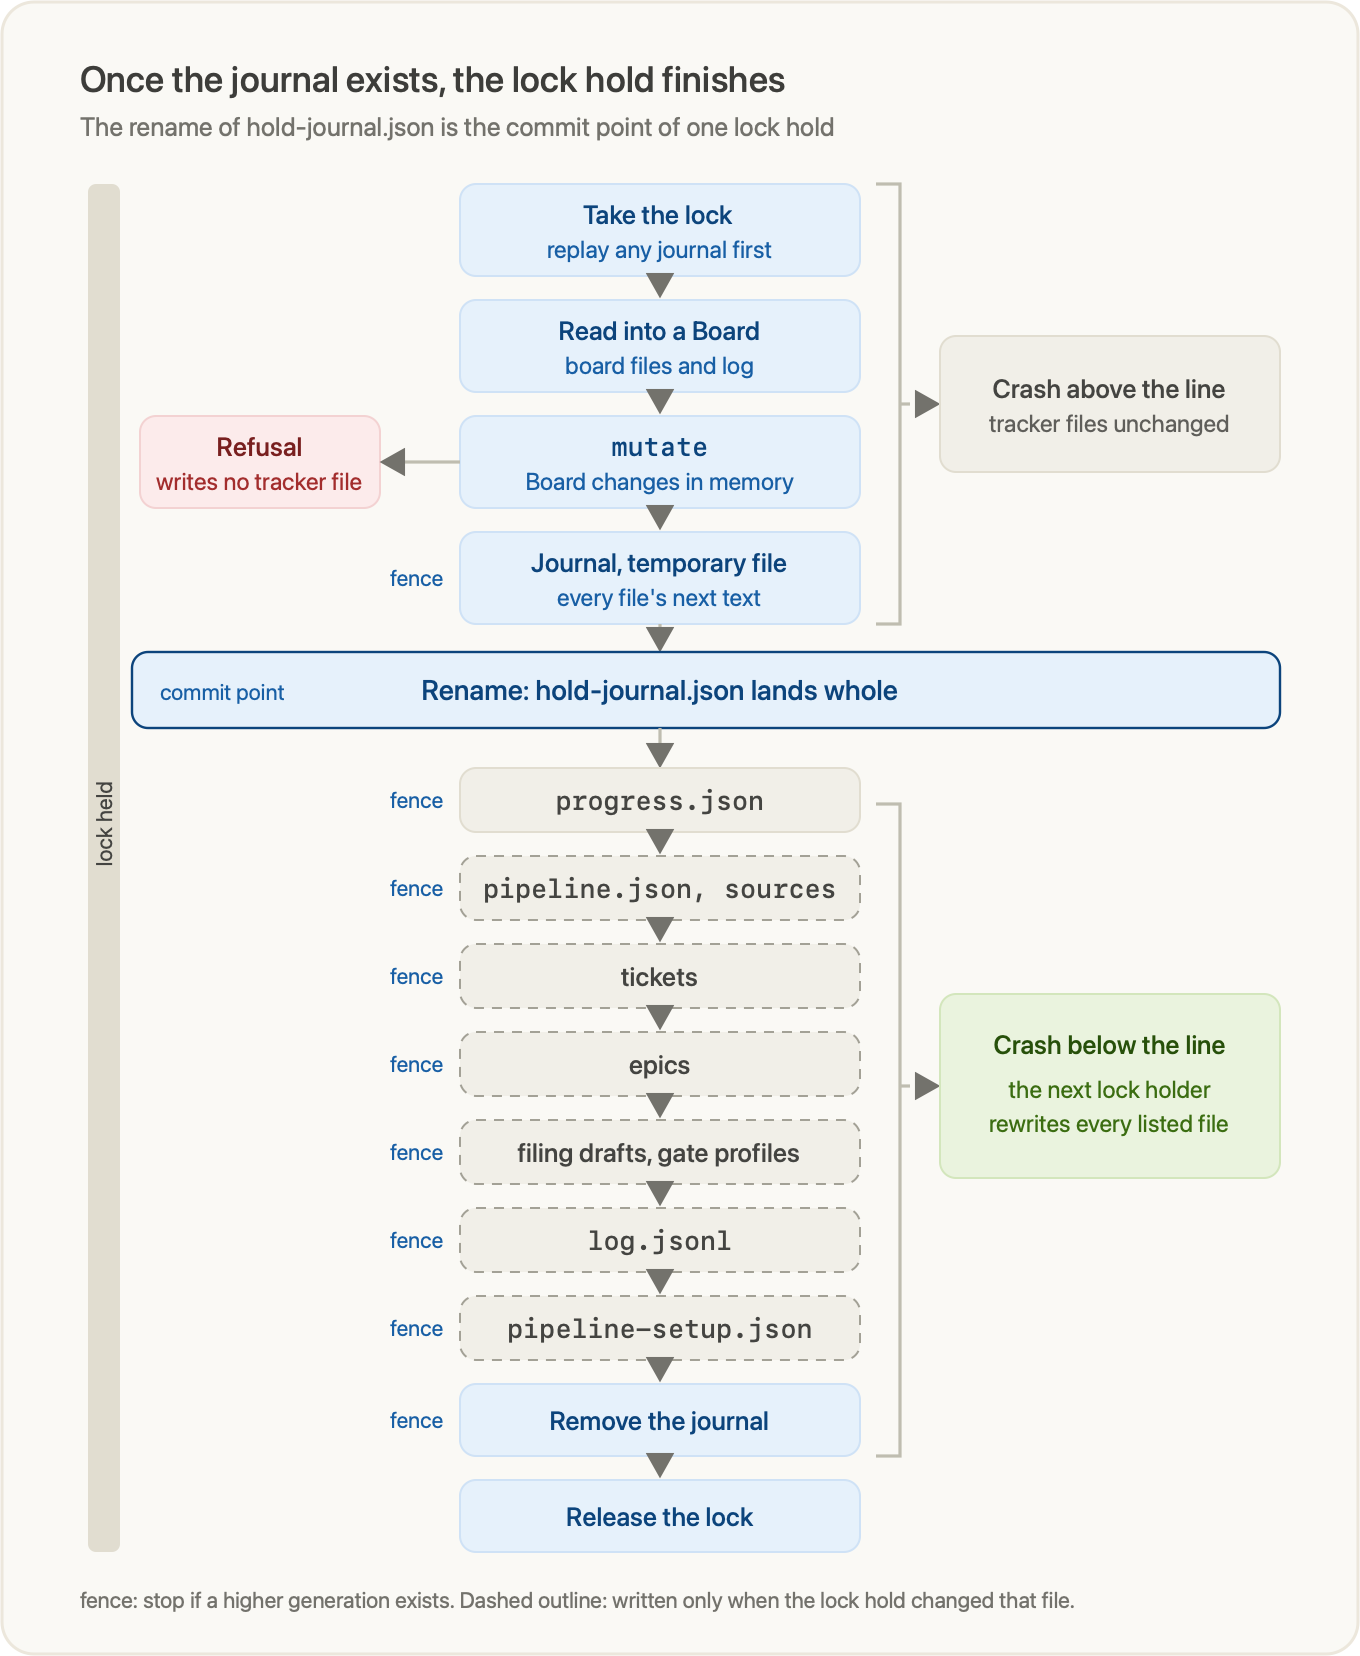 Once the journal exists, the lock hold finishes
The rename of hold-journal.json is the commit point of one lock hold
Take the lock
replay any journal first
Read into a Board
board files and log
Crash above the line
tracker files unchanged
Refusal
writes no tracker file
mutate
Board changes in memory
fence
Journal, temporary file
every file's next text
commit point
Rename: hold-journal.json lands whole
lock held
fence
progress.json
fence
pipeline.json, sources
fence
tickets
fence
epics
Crash below the line
the next lock holder
rewrites every listed file
fence
filing drafts, gate profiles
fence
log.jsonl
fence
pipeline-setup.json
fence
Remove the journal
Release the lock
fence: stop if a higher generation exists. Dashed outline: written only when the lock hold changed that file.